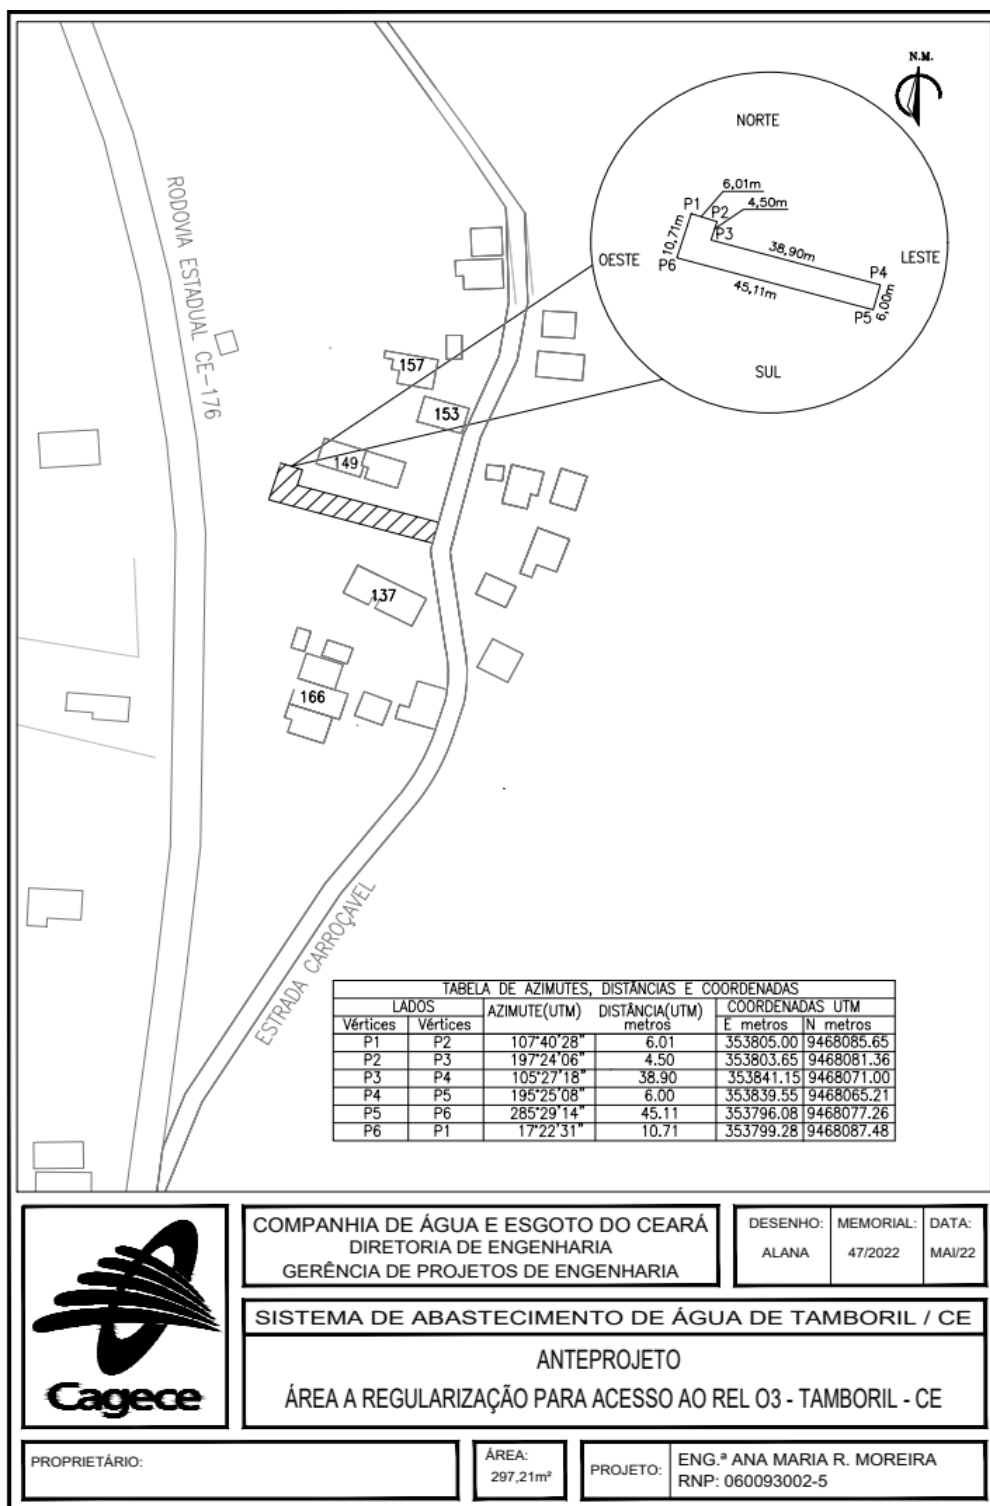 N.M.
NORTE
6,01m
P1
P2
4,50m
P3
10,71m
38,90m
OESTE
LESTE
P6
P4
45,11m
6,00m
P5
SUL
RODOVIA ESTADUAL CE-176
157
153
149
137
166
ESTRADA CARROÇAVEL
TABELA DE AZIMUTES, DISTÂNCIAS E COORDENADAS
LADOS AZIMUTE(UTM) DISTÂNCIA(UTM) metros COORDENADAS UTM
Vértices Vértices E metros N metros
P1 P2 107°40'28" 6.01 353805.00 9468085.65
P2 P3 197°24'06" 4.50 353803.65 9468081.36
P3 P4 105°27'18" 38.90 353841.15 9468071.00
P4 P5 195°25'08" 6.00 353839.55 9468065.21
P5 P6 285°29'14" 45.11 353796.08 9468077.26
P6 P1 17°22'31" 10.71 353799.28 9468087.48
Cagece
COMPANHIA DE ÁGUA E ESGOTO DO CEARÁ
DIRETORIA DE ENGENHARIA
GERÊNCIA DE PROJETOS DE ENGENHARIA
DESENHO: MEMORIAL: DATA:
ALANA 47/2022 MAI/22
SISTEMA DE ABASTECIMENTO DE ÁGUA DE TAMBORIL / CE
ANTEPROJETO
ÁREA A REGULARIZAÇÃO PARA ACESSO AO REL O3 - TAMBORIL - CE
PROPRIETÁRIO:
ÁREA:
297,21m²
PROJETO:
ENG.ª ANA MARIA R. MOREIRA
RNP: 060093002-5